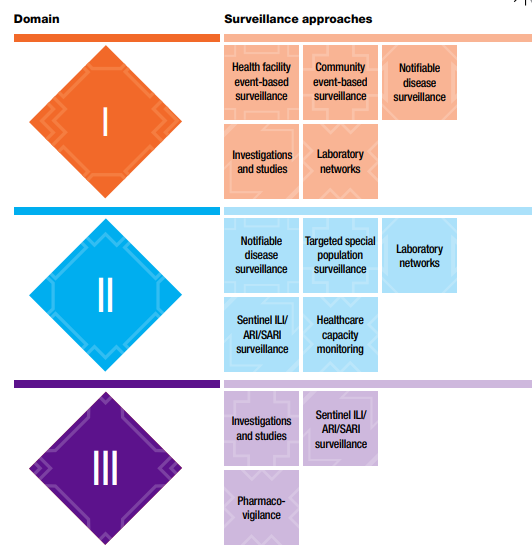 Domain
Surveillance approaches
I
Health facility
event-based
surveillance
Community
event-based
surveillance
Notifiable
disease
surveillance
Investigations
and studies
Laboratory
networks
II
Notifiable
disease
surveillance
Targeted special
population
surveillance
Laboratory
networks
Sentinel ILI/
ARI/SARI
surveillance
Healthcare
capacity
monitoring
III
Investigations
and studies
Sentinel ILI/
ARI/SARI
surveillance
Pharmaco-
vigilance